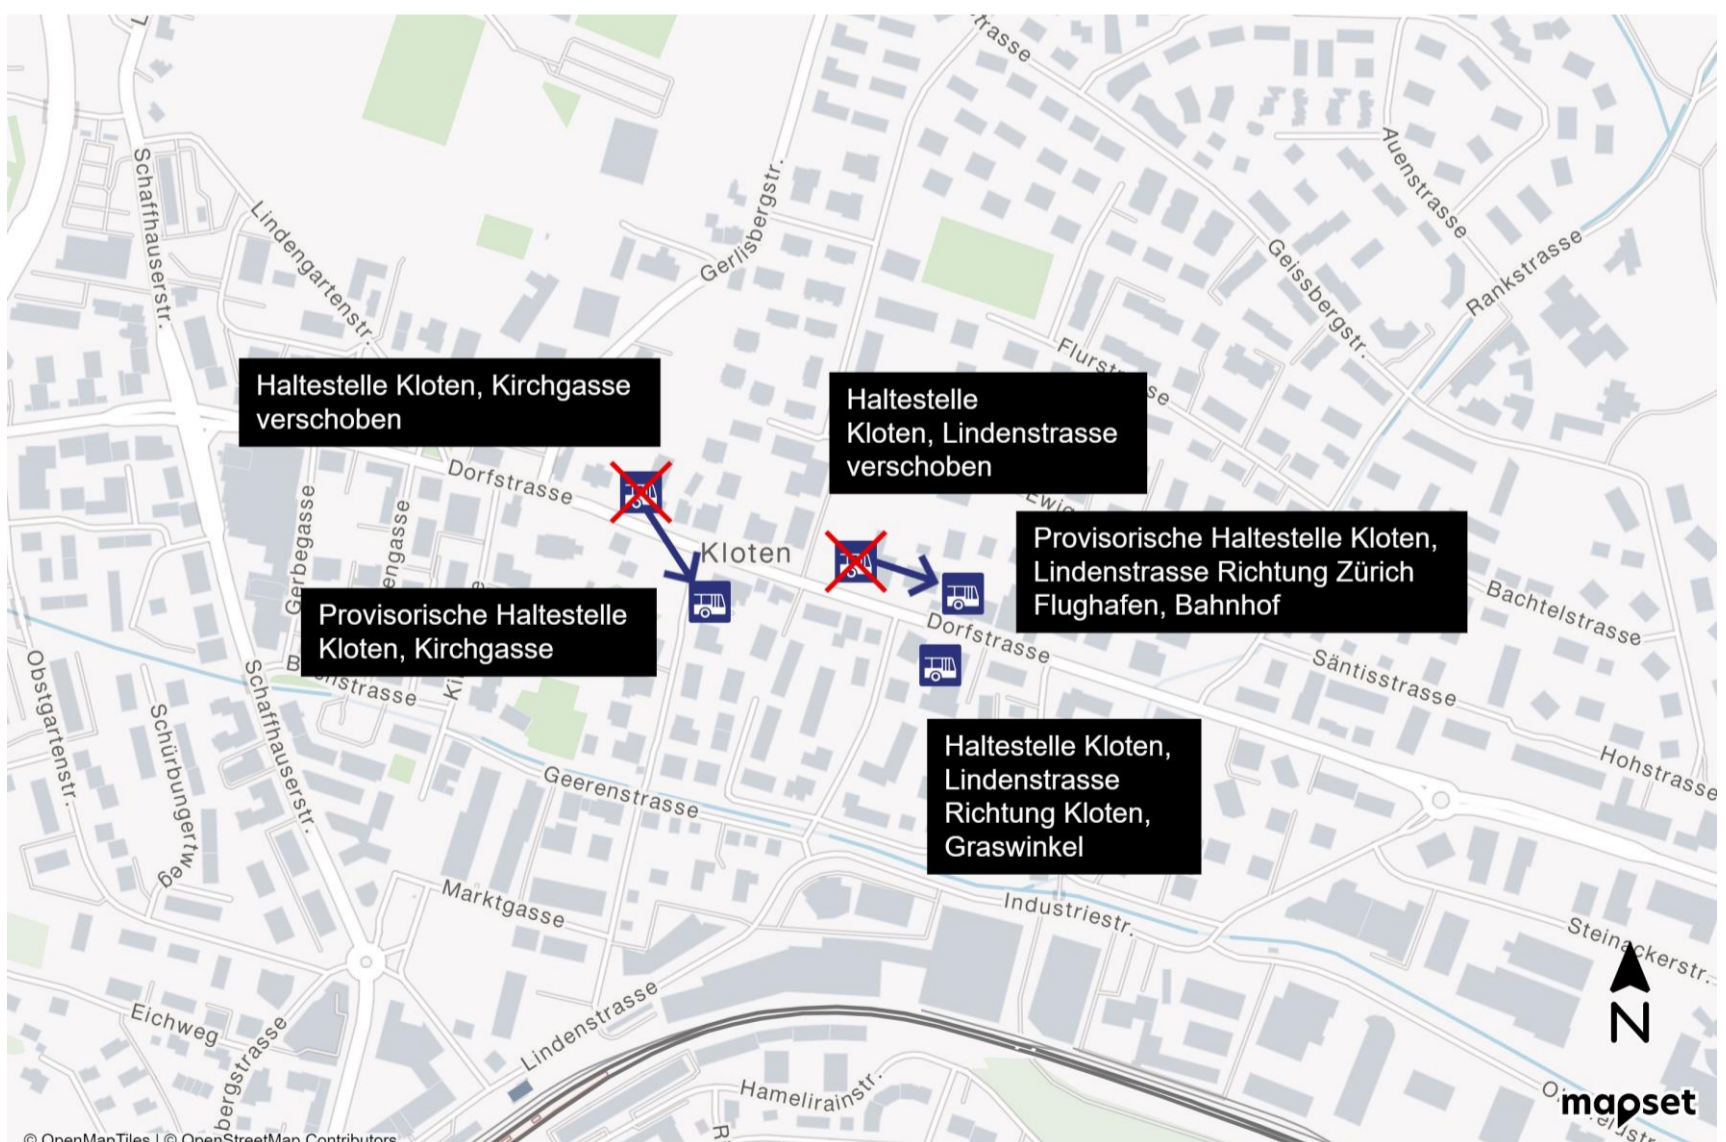 Schaffhauserstr.
Lindengartenstr.
Gerlisbergstr.
Auenstrasse
Geissbergstr.
Rankstrasse
Flurstrasse
Haltestelle Kloten, Kirchgasse
verschoben
Haltestelle
Kloten, Lindenstrasse
verschoben
Dorfstrasse
Gerbegasse
Kloten
Provisorische Haltestelle Kloten,
Lindenstrasse Richtung Zürich
Flughafen, Bahnhof
Provisorische Haltestelle
Kloten, Kirchgasse
Dorfstrasse
Bachtelstrasse
Säntisstrasse
Obstgartenstr.
Schürbungertweg
Schaffhauserstr.
Geerenstrasse
Hohstrasse
Haltestelle Kloten,
Lindenstrasse
Richtung Kloten,
Graswinkel
Marktgasse
Industriestr.
Steinackerstr.
N
Eichweg
Lindenstrasse
Hamelirainstr.
mapset
© OpenMapTiles | © OpenStreetMap Contributors